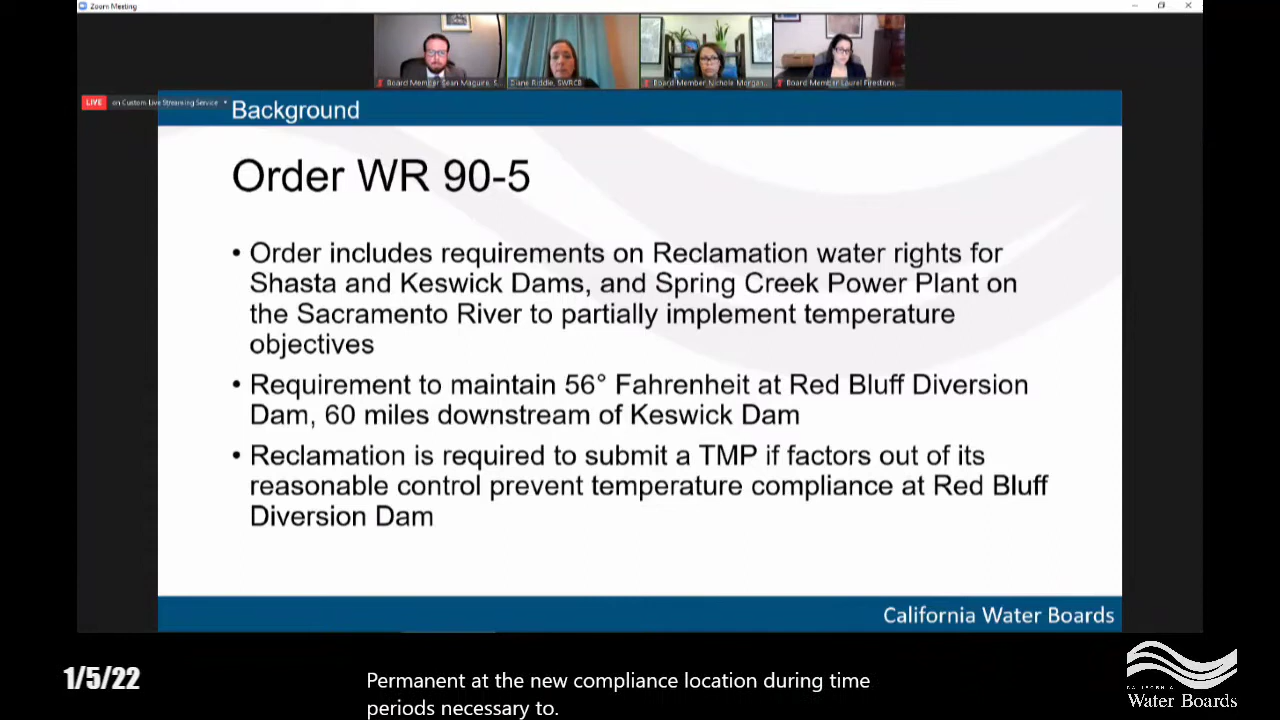 Zoom Meeting
Board Member Sean Maguire, S...
Diane Riddle, SWRCB
Board Member Nichole Morgan...
Board Member Laurel Firestone,...
LIVE on Custom Live Streaming Service
Background
Order WR 90-5
• Order includes requirements on Reclamation water rights for
Shasta and Keswick Dams, and Spring Creek Power Plant on
the Sacramento River to partially implement temperature
objectives
• Requirement to maintain 56° Fahrenheit at Red Bluff Diversion
Dam, 60 miles downstream of Keswick Dam
• Reclamation is required to submit a TMP if factors out of its
reasonable control prevent temperature compliance at Red Bluff
Diversion Dam
California Water Boards
1/5/22
Permanent at the new compliance location during time
periods necessary to.
CALIFORNIA
Water Boards